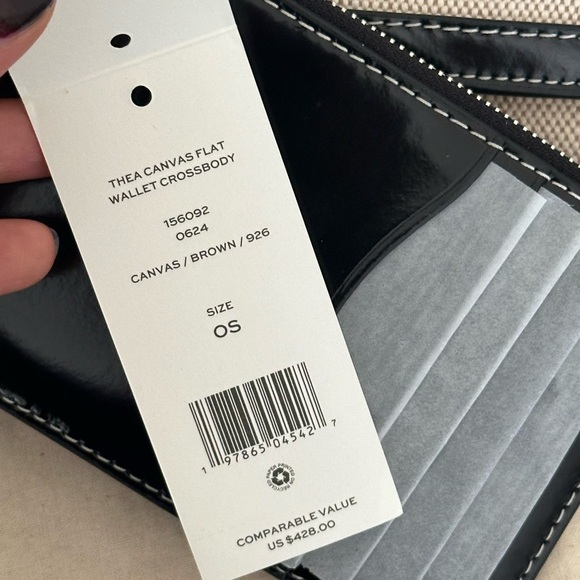 THEA CANVAS FLAT
WALLET CROSSBODY
156092
0624
CANVAS / BROWN / 926
SIZE
OS
1 97865 04542 7
COMPARABLE VALUE
US $428.00